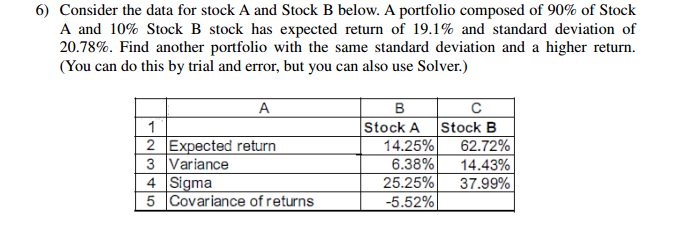 6) Consider the data for stock A and Stock B below. A portfolio composed of 90% of Stock
A and 10% Stock B stock has expected return of 19.1% and standard deviation of
20.78%. Find another portfolio with the same standard deviation and a higher return.
(You can do this by trial and error, but you can also use Solver.)
A B C
1 Stock A Stock B
2 Expected return 14.25% 62.72%
3 Variance 6.38% 14.43%
4 Sigma 25.25% 37.99%
5 Covariance of returns -5.52%